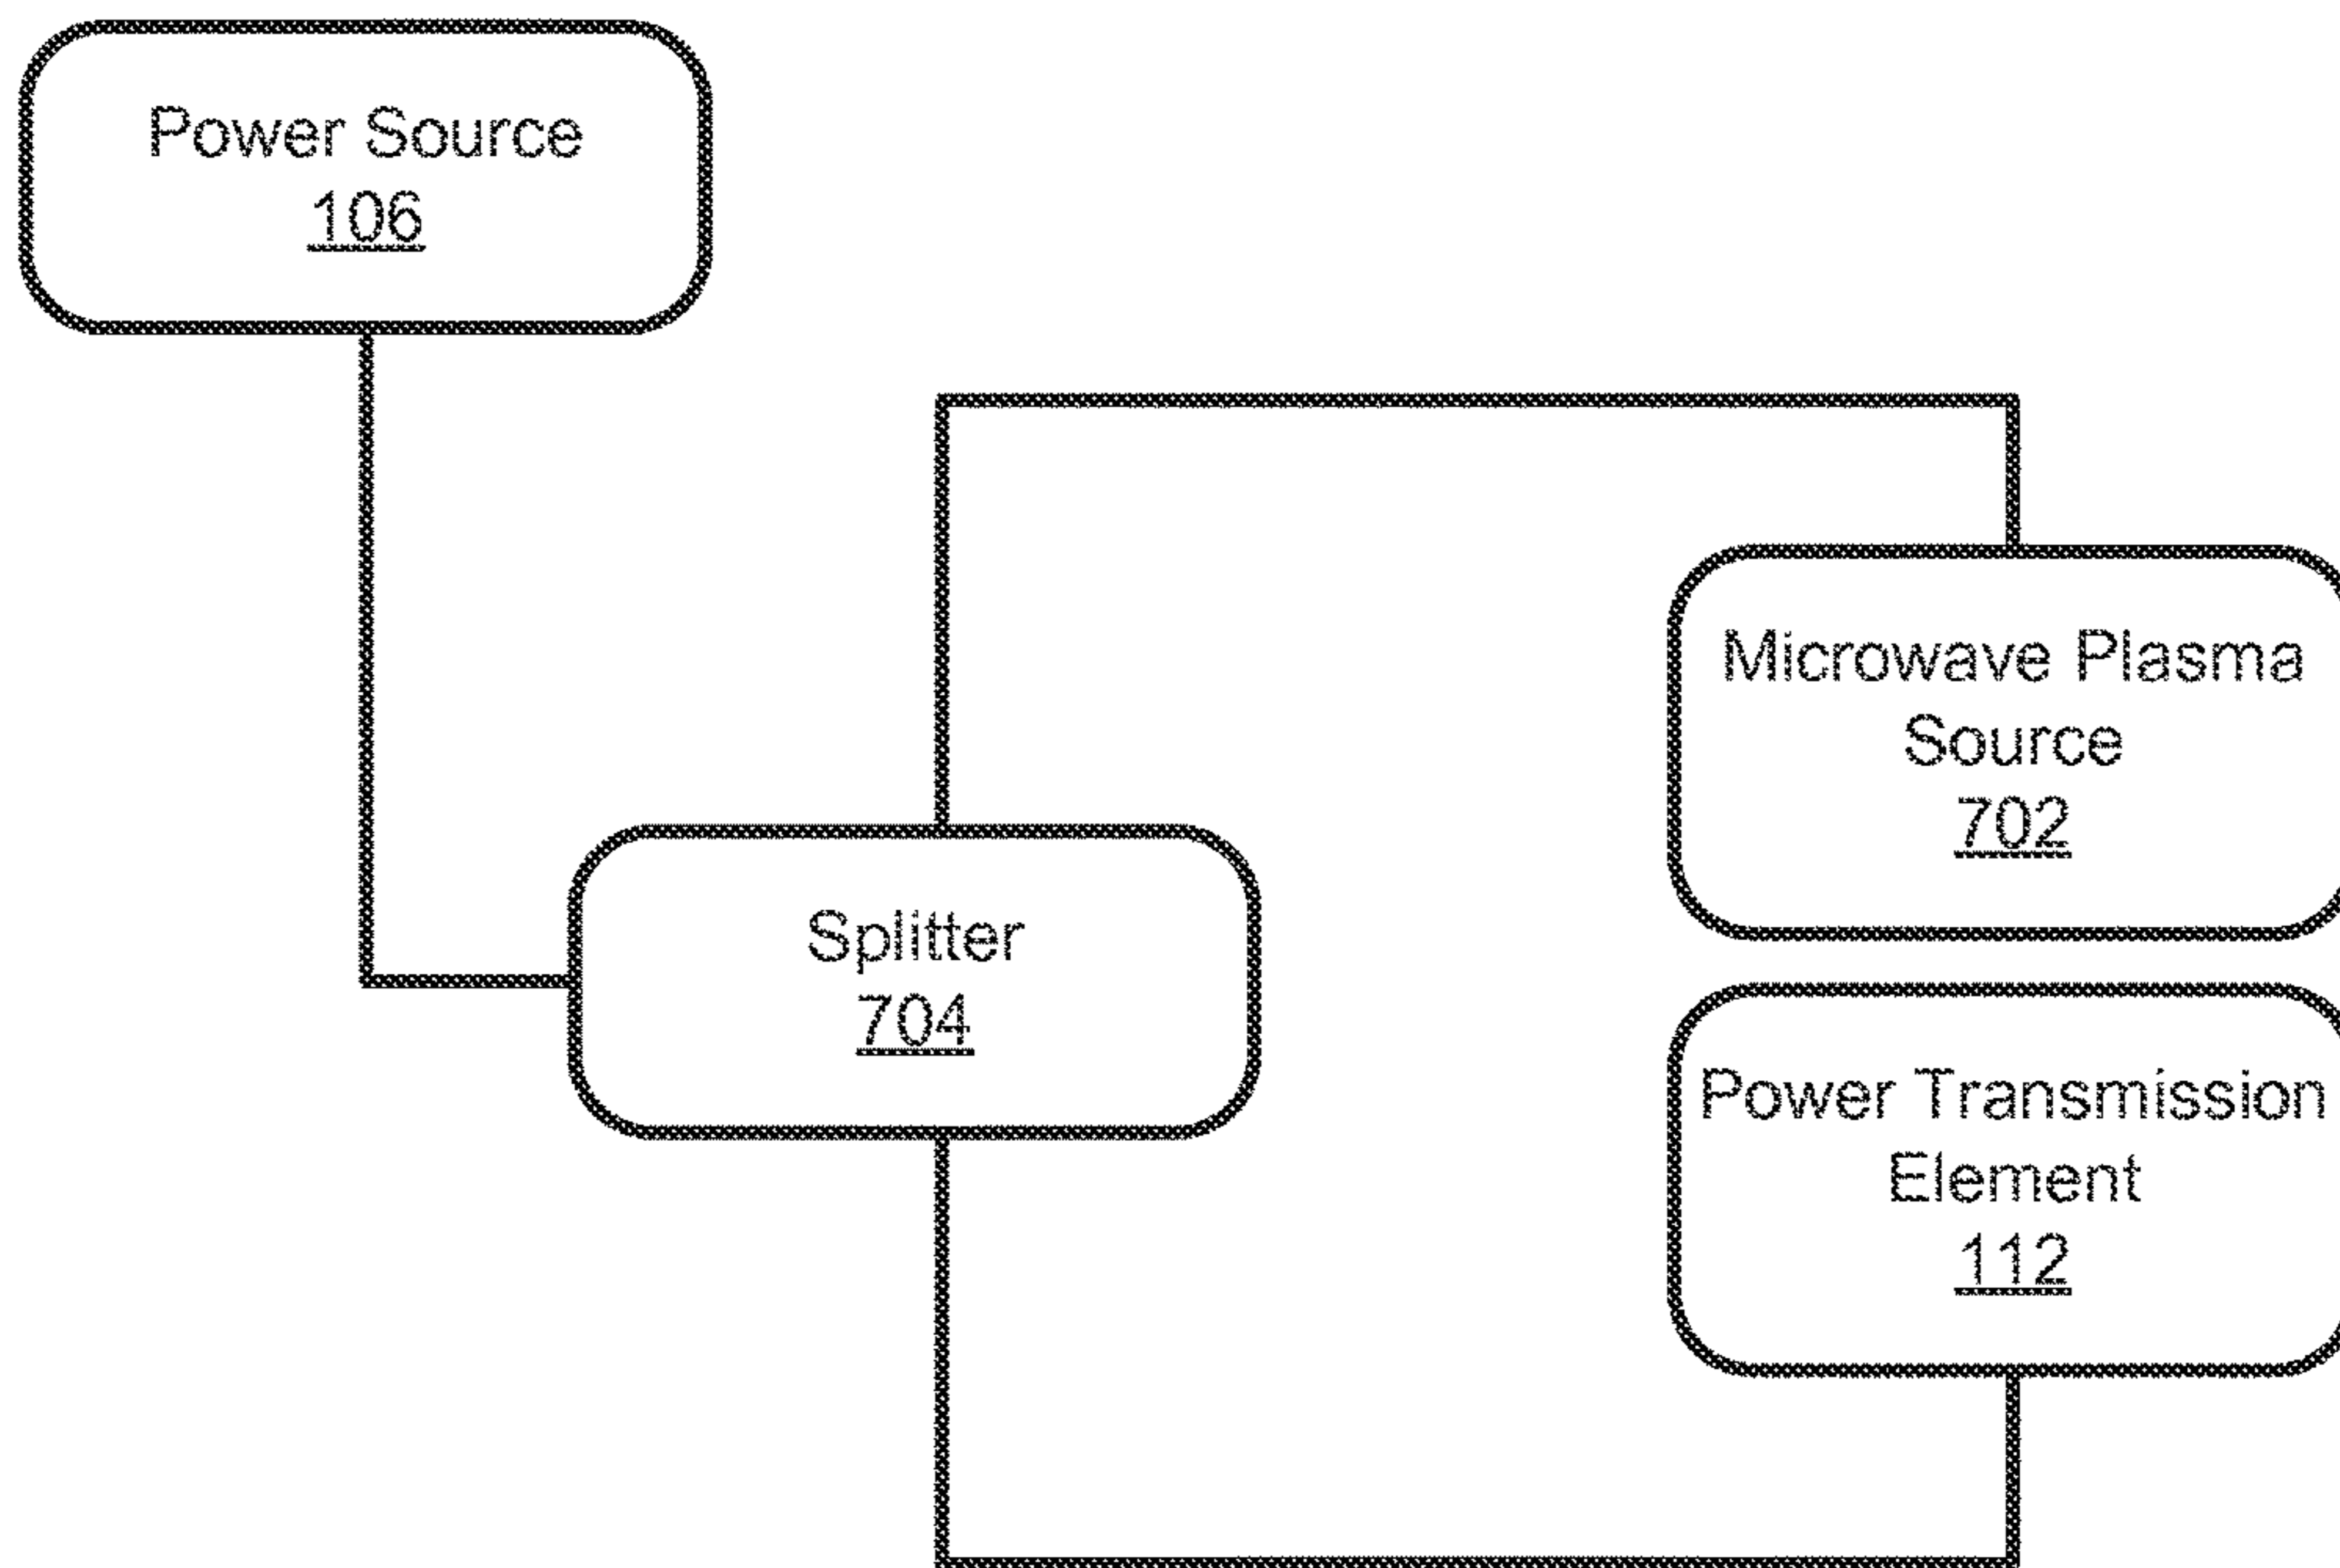 Power Source
106
Microwave Plasma
Source
702
Splitter
704
Power Transmission
Element
112